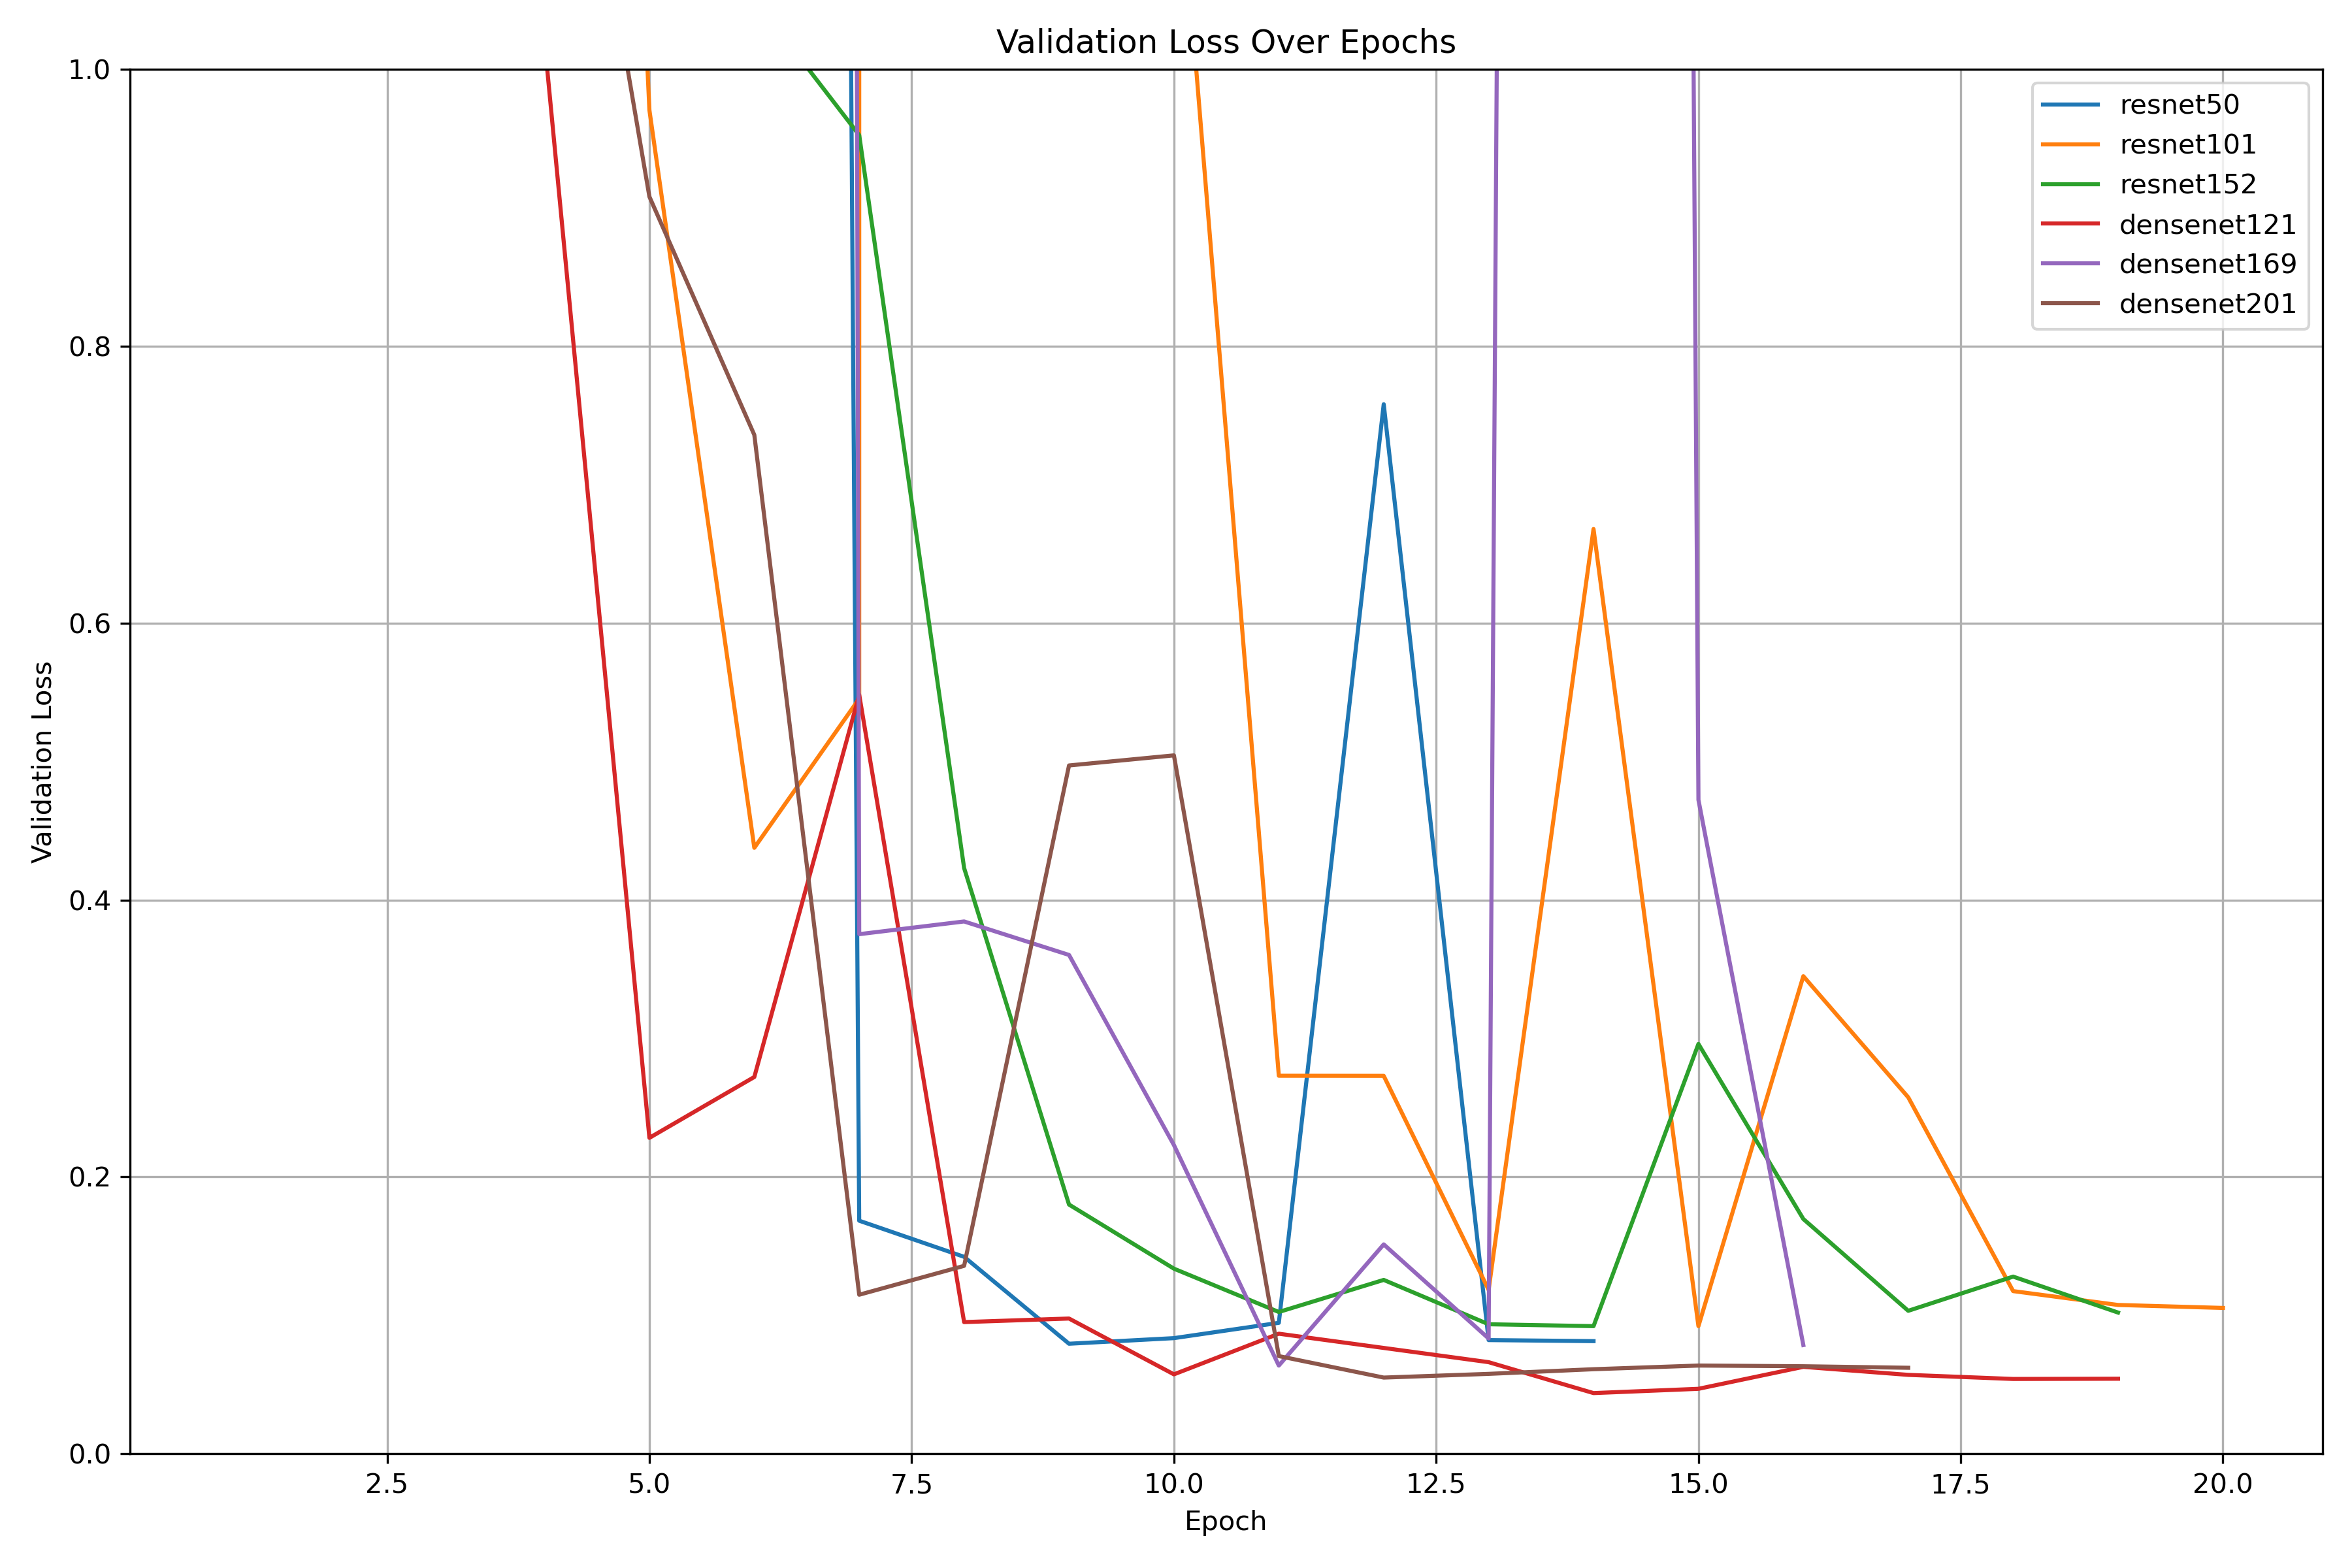 Validation Loss Over Epochs
1.0
0.8
0.6
0.4
0.2
0.0
Validation Loss
2.5 5.0 7.5 10.0 12.5 15.0 17.5 20.0
Epoch
resnet50
resnet101
resnet152
densenet121
densenet169
densenet201